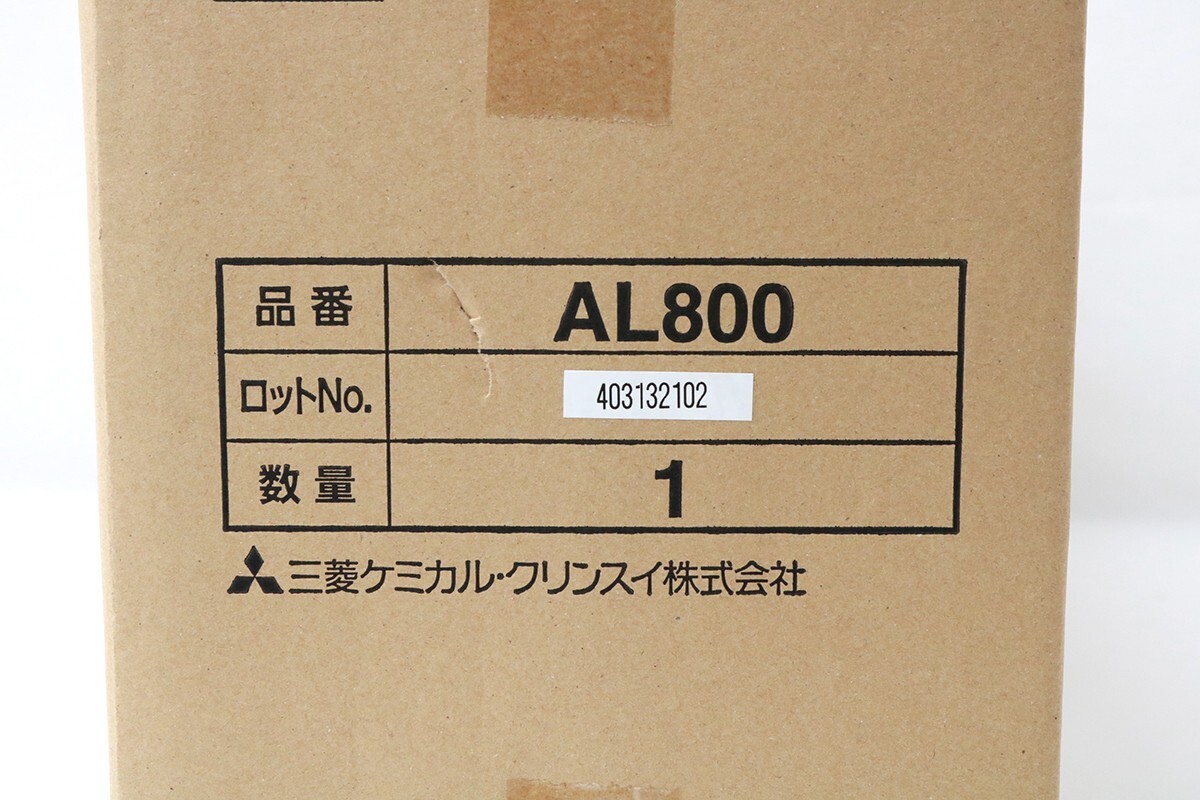 品番 AL800
ロットNo. 403132102
数量 1
三菱ケミカル・クリンスイ株式会社